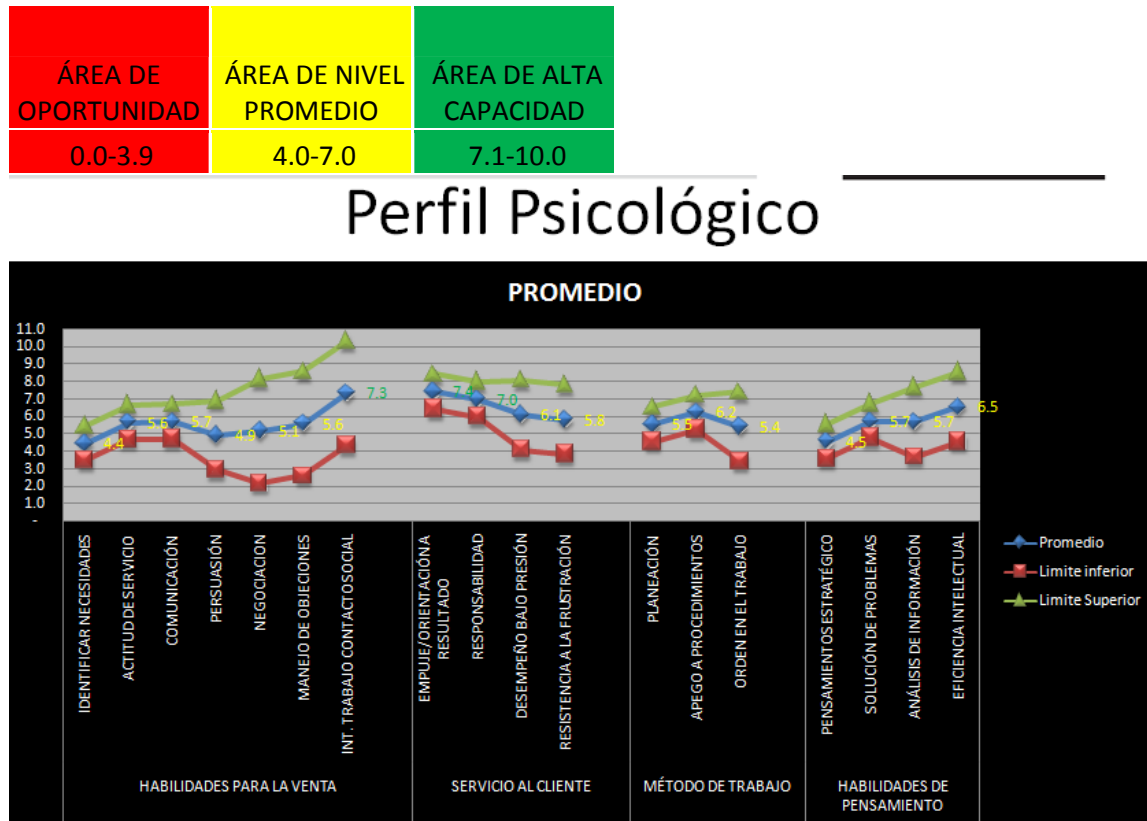 ÁREA DE
OPORTUNIDAD
ÁREA DE NIVEL
PROMEDIO
ÁREA DE ALTA
CAPACIDAD
0.0-3.9
4.0-7.0
7.1-10.0
Perfil Psicológico
PROMEDIO
11.0
10.0
9.0
8.0
7.0
6.0
5.0
4.0
3.0
2.0
1.0
-
4.4
5.6
5.7
4.9
5.1
5.6
7.3
7.4
7.0
6.1
5.8
5.5
6.2
5.4
4.5
5.7
5.7
6.5
IDENTIFICAR NECESIDADES
ACTITUD DE SERVICIO
COMUNICACIÓN
PERSUASIÓN
NEGOCIACION
MANEJO DE OBJECIONES
INT. TRABAJO CONTACTO SOCIAL
EMPUJE/ORIENTACIÓN A
RESULTADO
RESPONSABILIDAD
DESEMPEÑO BAJO PRESIÓN
RESISTENCIA A LA FRUSTRACIÓN
PLANEACIÓN
APEGO A PROCEDIMIENTOS
ORDEN EN EL TRABAJO
PENSAMIENTOS ESTRATÉGICO
SOLUCIÓN DE PROBLEMAS
ANÁLISIS DE INFORMACIÓN
EFICIENCIA INTELECTUAL
HABILIDADES PARA LA VENTA
SERVICIO AL CLIENTE
MÉTODO DE TRABAJO
HABILIDADES DE
PENSAMIENTO
Promedio
Limite inferior
Limite Superior